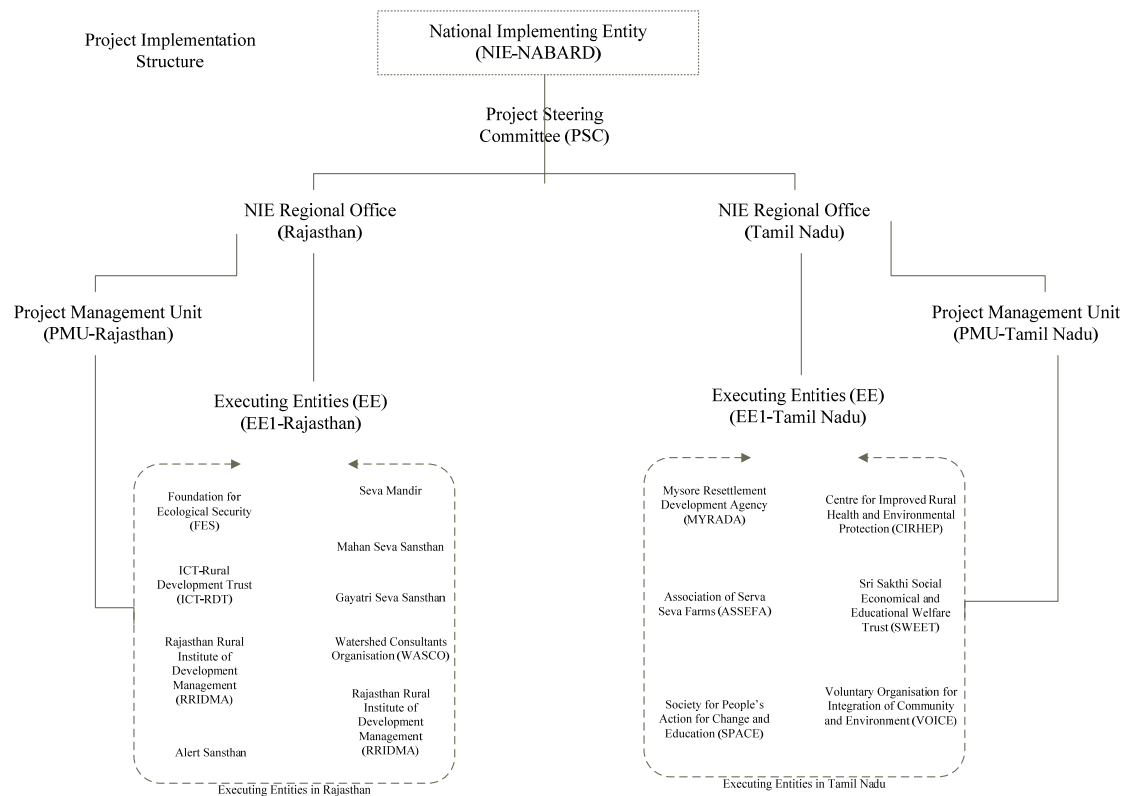 Project Implementation
Structure
National Implementing Entity
(NIE-NABARD)
Project Steering
Committee (PSC)
NIE Regional Office
(Rajasthan)
NIE Regional Office
(Tamil Nadu)
Project Management Unit
(PMU-Rajasthan)
Project Management Unit
(PMU-Tamil Nadu)
Executing Entities (EE)
(EE1-Rajasthan)
Executing Entities (EE)
(EE1-Tamil Nadu)
Foundation for
Ecological Security
(FES)
ICT-Rural
Development Trust
(ICT-RDT)
Rajasthan Rural
Institute of
Development
Management
(RRIDMA)
Alert Sansthan
Seva Mandir
Mahan Seva Sansthan
Gayatri Seva Sansthan
Watershed Consultants
Organisation (WASCO)
Rajasthan Rural
Institute of
Development
Management
(RRIDMA)
Executing Entities in Rajasthan
Mysore Resettlement
Development Agency
(MYRADA)
Association of Serva
Seva Farms (ASSEFA)
Society for People's
Action for Change and
Education (SPACE)
Centre for Improved Rural
Health and Environmental
Protection (CIRHEP)
Sri Sakthi Social
Economical and
Educational Welfare
Trust (SWEET)
Voluntary Organisation for
Integration of Community
and Environment (VOICE)
Executing Entities in Tamil Nadu